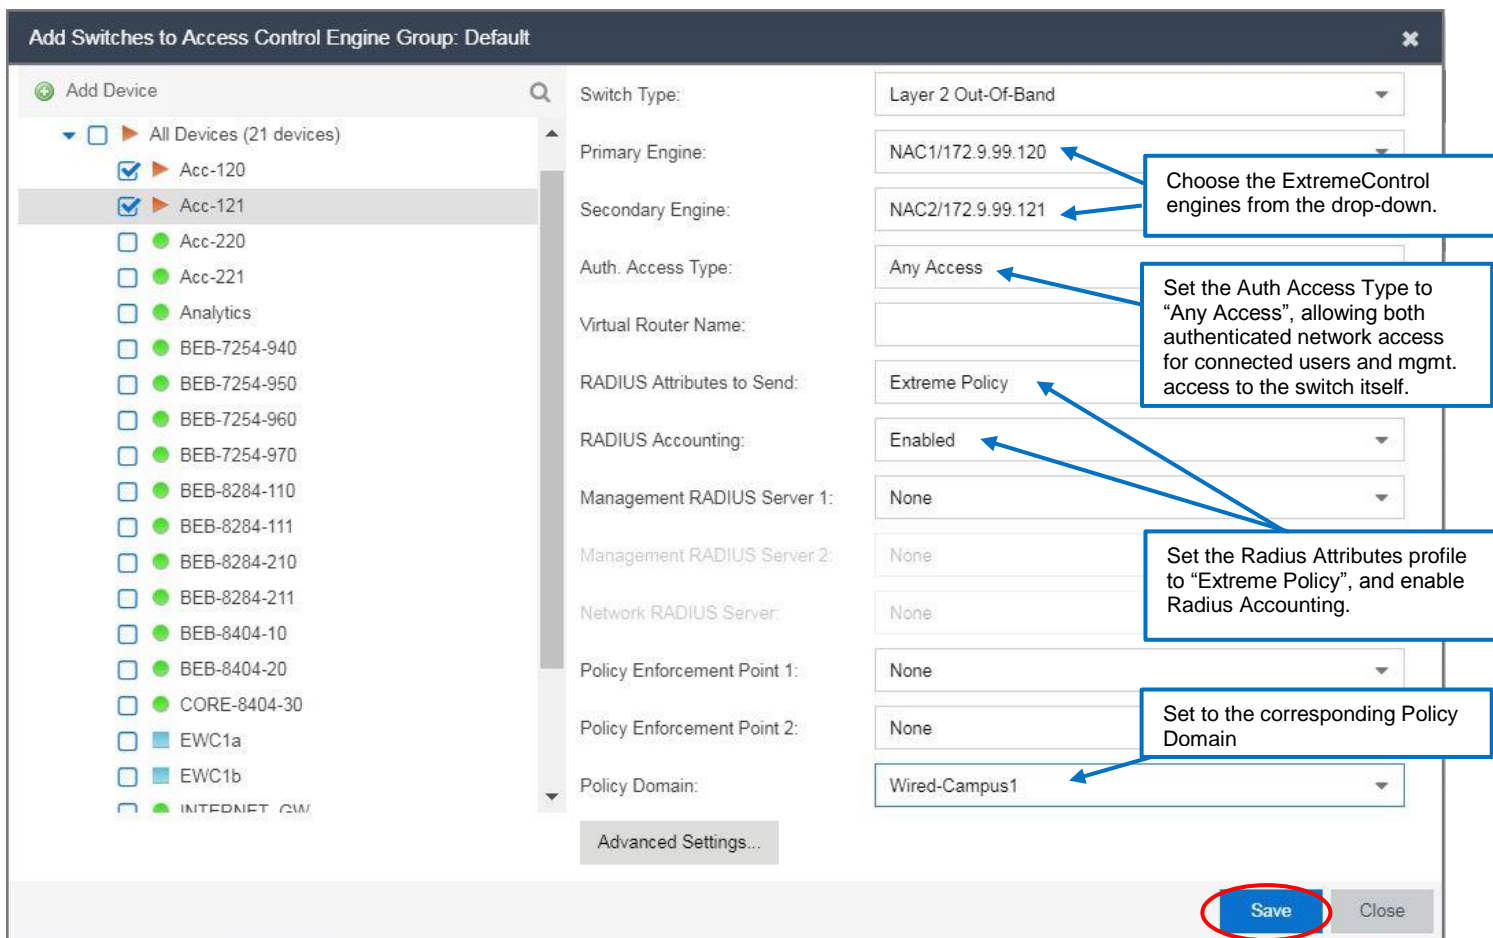 Add Switches to Access Control Engine Group: Default
Add Device
All Devices (21 devices)
Acc-120
Acc-121
Acc-220
Acc-221
Analytics
BEB-7254-940
BEB-7254-950
BEB-7254-960
BEB-7254-970
BEB-8284-110
BEB-8284-111
BEB-8284-210
BEB-8284-211
BEB-8404-10
BEB-8404-20
CORE-8404-30
EWC1a
EWC1b
INTERNET_GW
Switch Type: Layer 2 Out-Of-Band
Primary Engine: NAC1/172.9.99.120
Secondary Engine: NAC2/172.9.99.121
Auth. Access Type: Any Access
Virtual Router Name:
RADIUS Attributes to Send: Extreme Policy
RADIUS Accounting: Enabled
Management RADIUS Server 1: None
Management RADIUS Server 2: None
Network RADIUS Server: None
Policy Enforcement Point 1: None
Policy Enforcement Point 2: None
Policy Domain: Wired-Campus1
Advanced Settings...
Choose the ExtremeControl
engines from the drop-down.
Set the Auth Access Type to
“Any Access”, allowing both
authenticated network access
for connected users and mgmt.
access to the switch itself.
Set the Radius Attributes profile
to “Extreme Policy”, and enable
Radius Accounting.
Set to the corresponding Policy
Domain
Save
Close